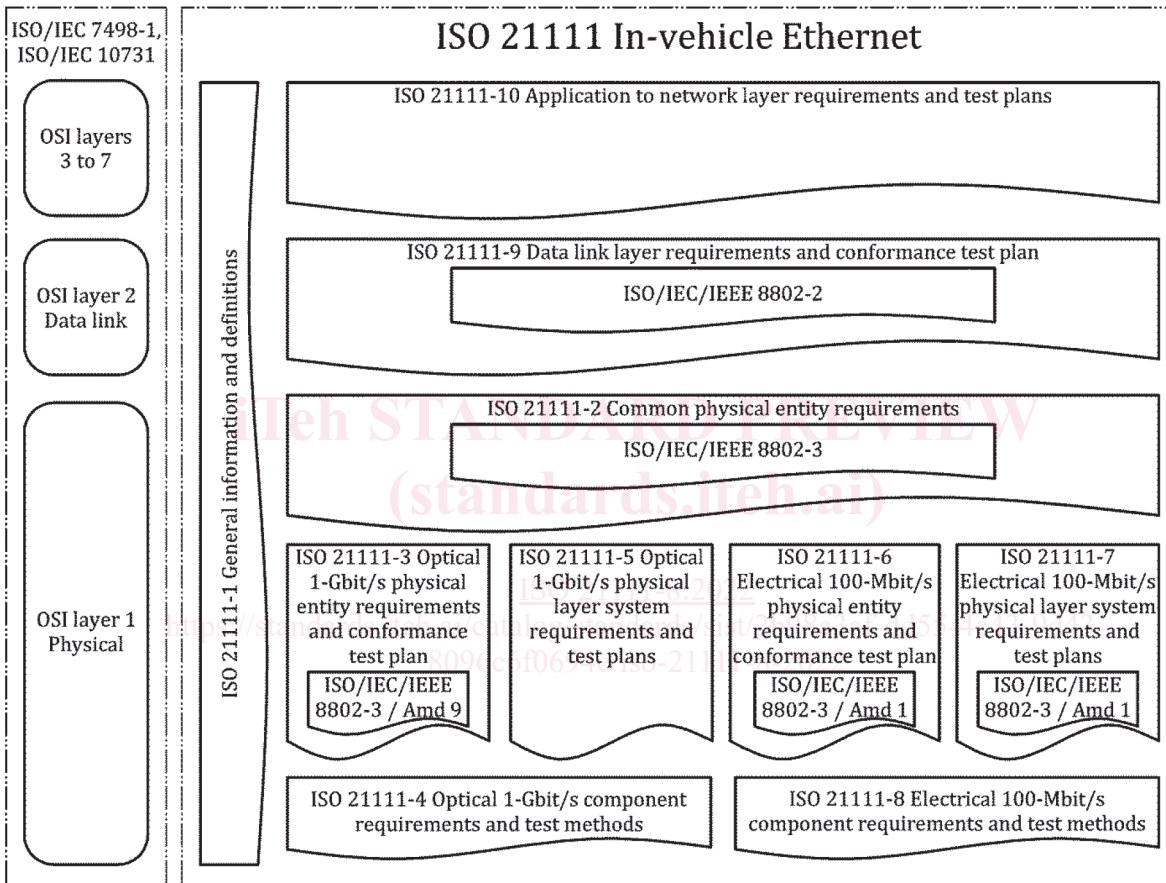 ISO/IEC 7498-1,
ISO/IEC 10731
OSI layers
3 to 7
OSI layer 2
Data link
OSI layer 1
Physical
ISO 21111 In-vehicle Ethernet
ISO 21111-1 General information and definitions
ISO 21111-10 Application to network layer requirements and test plans
ISO 21111-9 Data link layer requirements and conformance test plan
ISO/IEC/IEEE 8802-2
ISO 21111-2 Common physical entity requirements
ISO/IEC/IEEE 8802-3
iTeh STANDARD PREVIEW
(standards.iteh.ai)
ISO 21111-3 Optical
1-Gbit/s physical
entity requirements
and conformance
test plan
ISO/IEC/IEEE
8802-3 / Amd 9
ISO 21111-5 Optical
1-Gbit/s physical
layer system
requirements and
test plans
ISO 21111-6
Electrical 100-Mbit/s
physical entity
requirements and
conformance test plan
ISO/IEC/IEEE
8802-3 / Amd 1
ISO 21111-7
Electrical 100-Mbit/s
physical layer system
requirements and
test plans
ISO/IEC/IEEE
8802-3 / Amd 1
ISO 21111-8:2022
ISO 21111-4 Optical 1-Gbit/s component
requirements and test methods
ISO 21111-8 Electrical 100-Mbit/s
component requirements and test methods